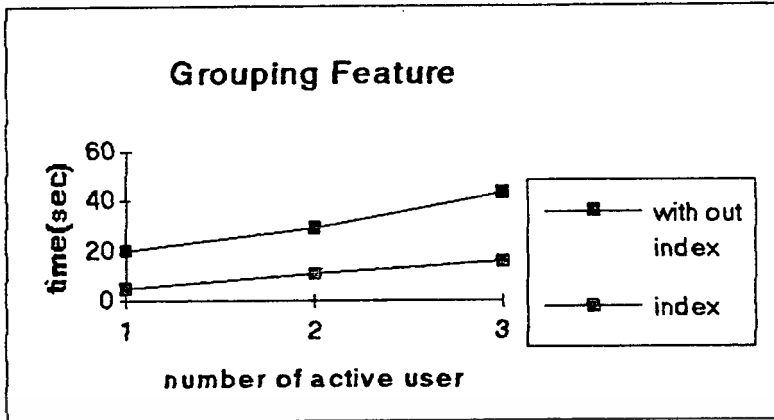 Grouping Feature
time(sec)
60
40
20
0
1 2 3
number of active user
with out
index
index